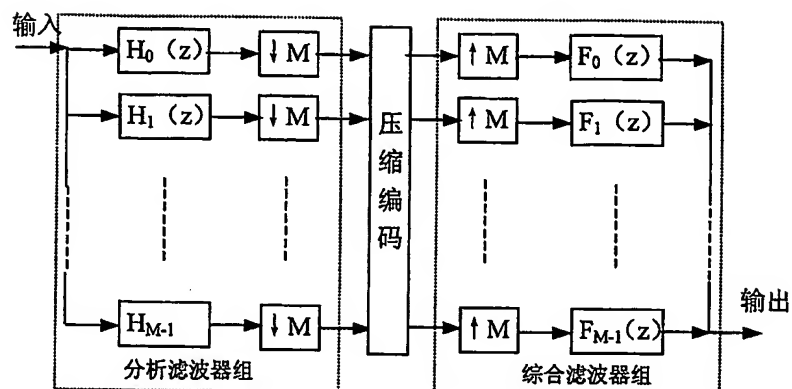 输入
H₀（z） ↓M ↑M F₀（z）
H₁（z） ↓M ↑M F₁（z）
压缩编码
H_{M-1} ↓M ↑M F_{M-1}(z)
输出
分析滤波器组
综合滤波器组